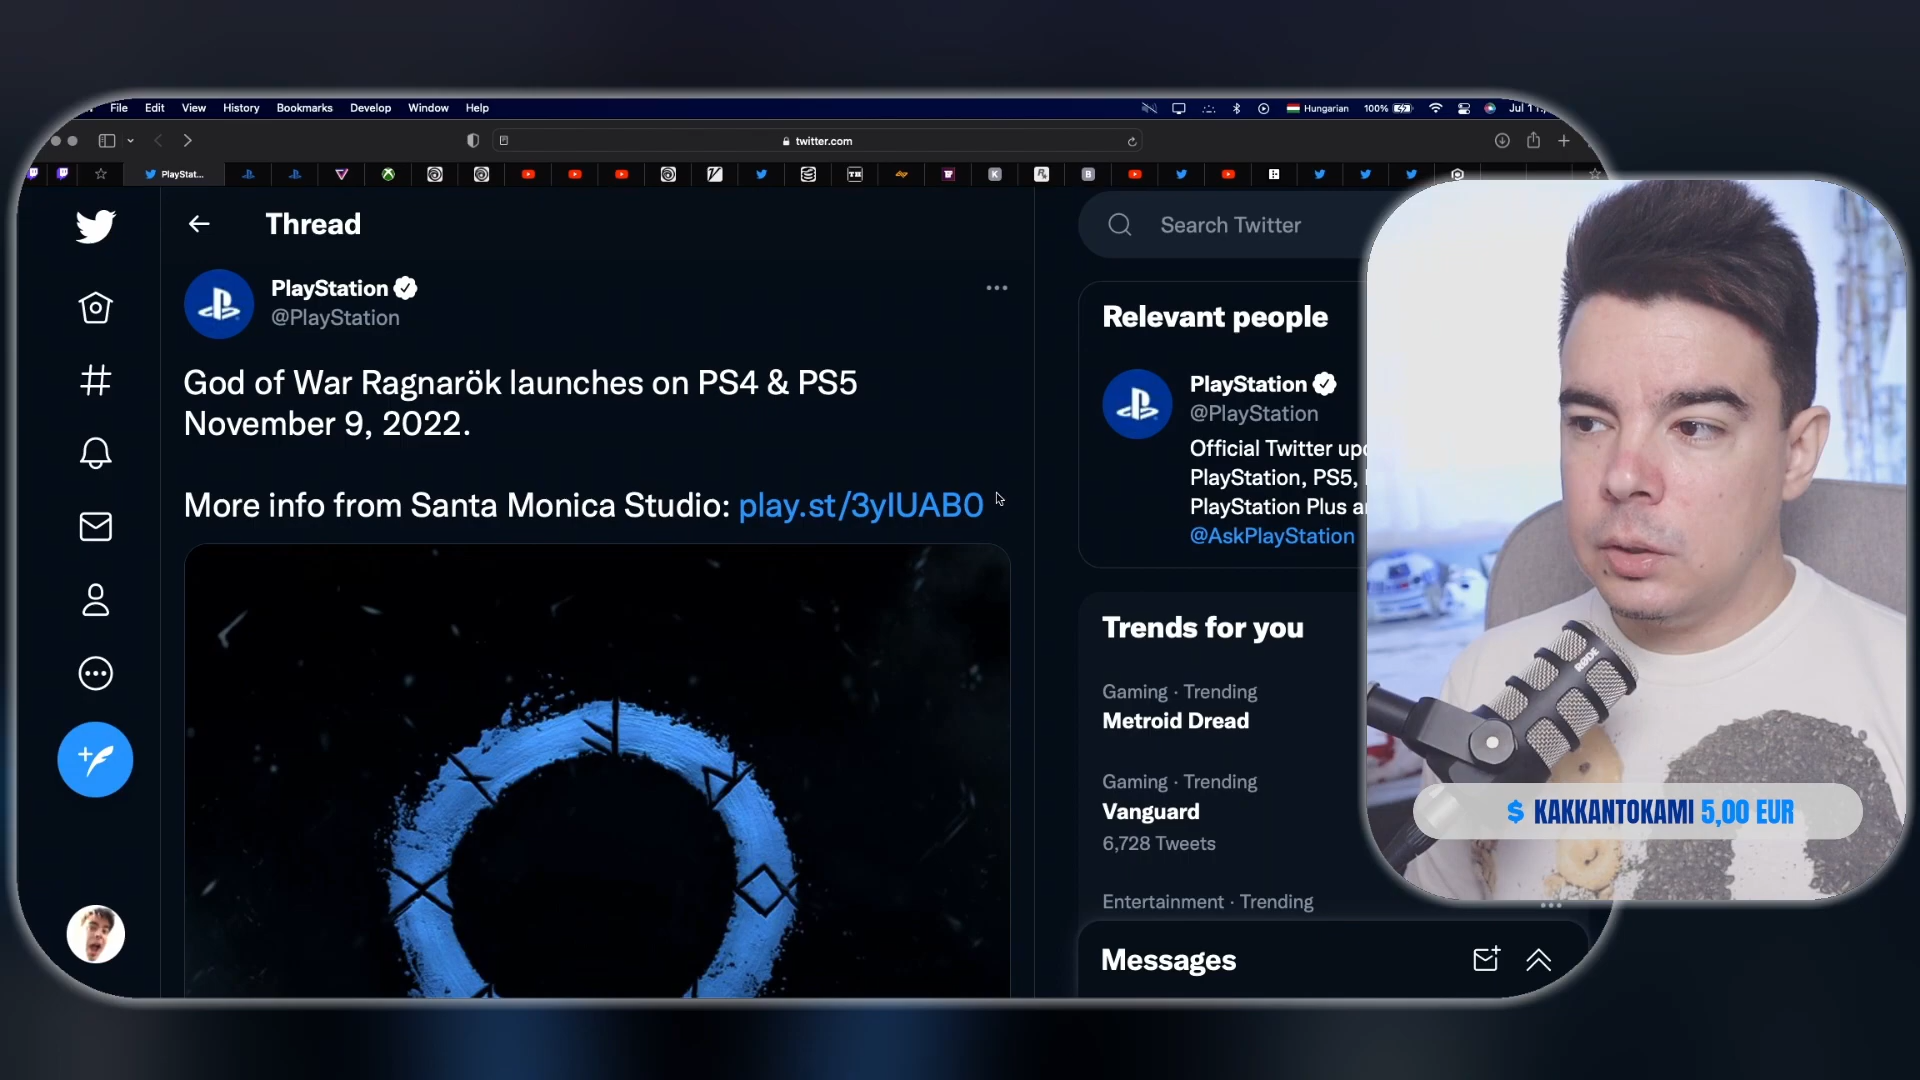 File Edit View History Bookmarks Develop Window Help
Hungarian 100%
twitter.com
PlayStat...
Thread
Search Twitter
PlayStation
@PlayStation
God of War Ragnarök launches on PS4 & PS5
November 9, 2022.
More info from Santa Monica Studio: play.st/3yIUAB0
Relevant people
PlayStation
@PlayStation
Official Twitter
PlayStation, PS5,
PlayStation Plus
@AskPlayStation
Trends for you
Gaming · Trending
Metroid Dread
Gaming · Trending
Vanguard
6,728 Tweets
Entertainment · Trending
Messages
RØDE
$ KAKKANTOKAMI 5,00 EUR